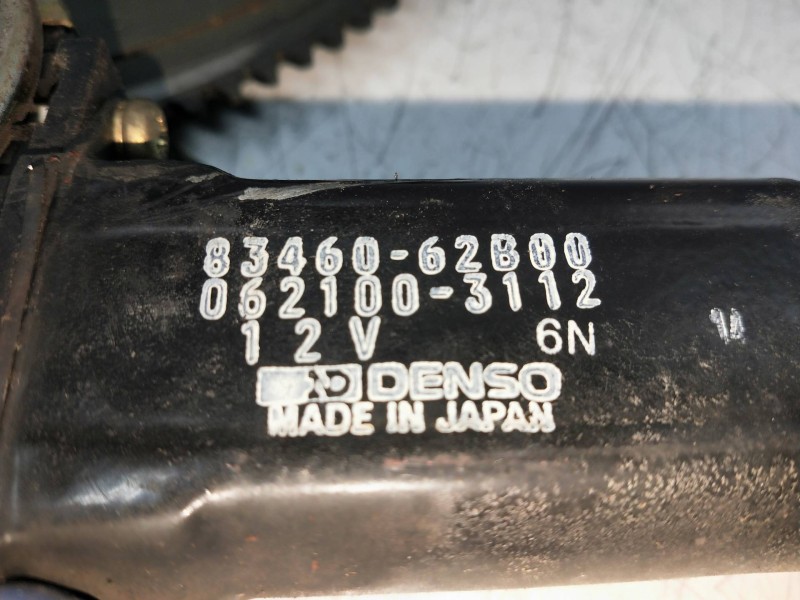 83460-62B00
062100-3112
12V 6N
DENSO
MADE IN JAPAN